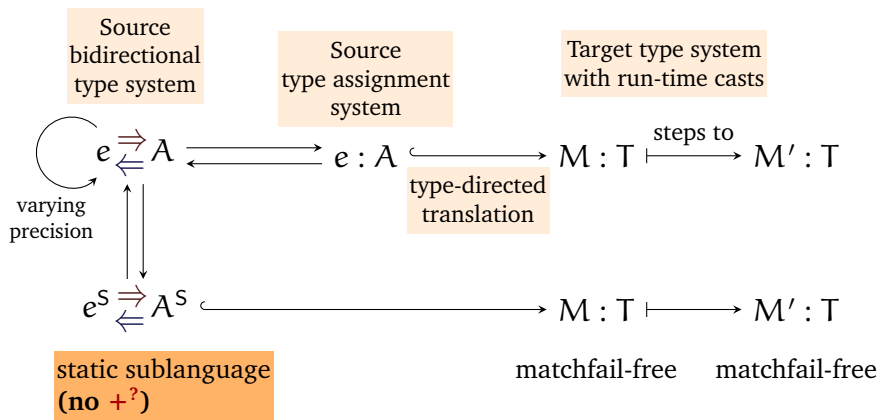 Source
bidirectional
type system
Source
type assignment
system
Target type system
with run-time casts
e ⇒ ⇐ A
e : A
M : T
steps to
M′ : T
varying
precision
type-directed
translation
eˢ ⇒ ⇐ Aˢ
M : T
M′ : T
static sublanguage
(no +?)
matchfail-free
matchfail-free